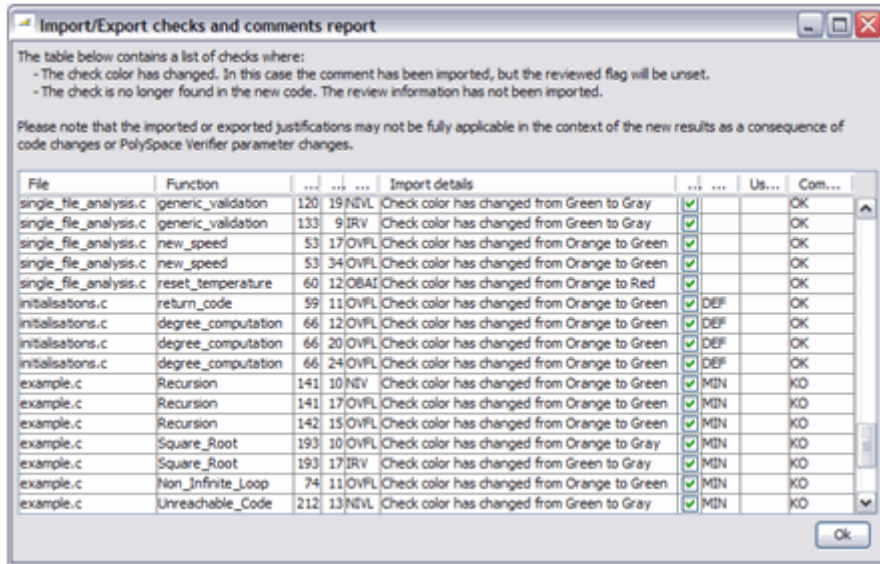 Import/Export checks and comments report
The table below contains a list of checks where:
- The check color has changed. In this case the comment has been imported, but the reviewed flag will be unset.
- The check is no longer found in the new code. The review information has not been imported.
Please note that the imported or exported justifications may not be fully applicable in the context of the new results as a consequence of
code changes or PolySpace Verifier parameter changes.
File Function ... ... ... Import details ... ... Us... Com...
single_file_analysis.c generic_validation 120 19 NIVL Check color has changed from Green to Gray OK
single_file_analysis.c generic_validation 133 9 IRV Check color has changed from Green to Gray OK
single_file_analysis.c new_speed 53 17 OVFL Check color has changed from Orange to Green OK
single_file_analysis.c new_speed 53 34 OVFL Check color has changed from Orange to Green OK
single_file_analysis.c reset_temperature 60 12 OBAI Check color has changed from Orange to Red OK
initialisations.c return_code 59 11 OVFL Check color has changed from Orange to Green DEF OK
initialisations.c degree_computation 66 12 OVFL Check color has changed from Orange to Green DEF OK
initialisations.c degree_computation 66 20 OVFL Check color has changed from Orange to Green DEF OK
initialisations.c degree_computation 66 24 OVFL Check color has changed from Orange to Green DEF OK
example.c Recursion 141 10 NIV Check color has changed from Orange to Green MIN KO
example.c Recursion 141 17 OVFL Check color has changed from Orange to Green MIN KO
example.c Recursion 142 15 OVFL Check color has changed from Orange to Green MIN KO
example.c Square_Root 193 10 OVFL Check color has changed from Orange to Gray MIN KO
example.c Square_Root 193 17 IRV Check color has changed from Green to Gray MIN KO
example.c Non_Infinite_Loop 74 11 OVFL Check color has changed from Orange to Green MIN KO
example.c Unreachable_Code 212 13 NIVL Check color has changed from Green to Gray MIN KO
Ok